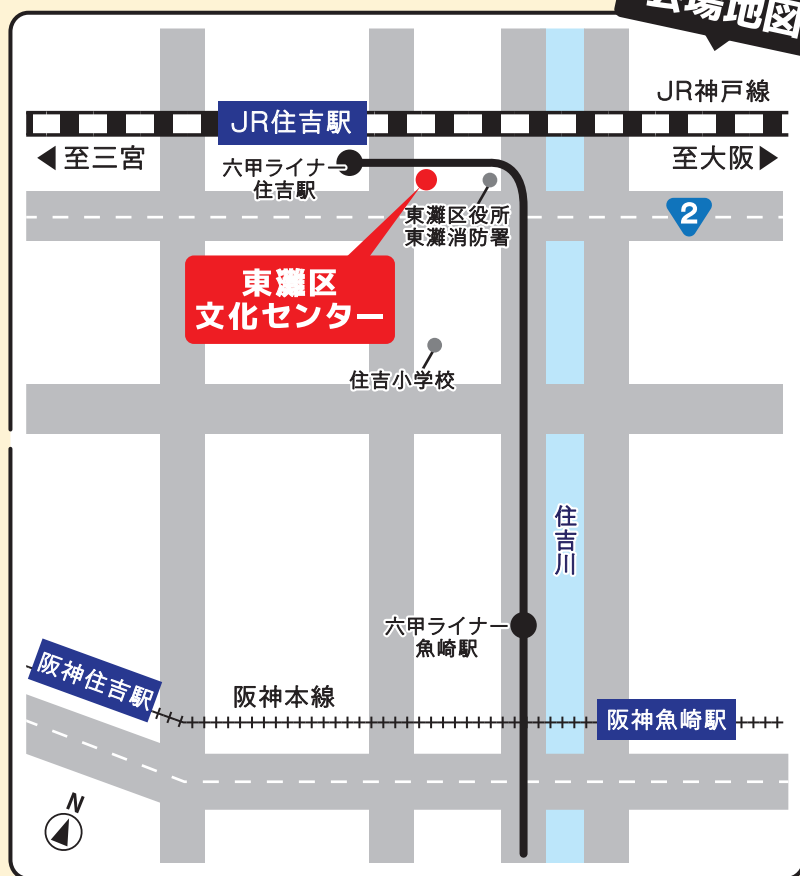 会場地図
JR神戸線
JR住吉駅
至三宮
至大阪
六甲ライナー
住吉駅
東灘区役所
東灘消防署
2
東灘区
文化センター
住吉小学校
住吉川
六甲ライナー
魚崎駅
阪神住吉駅
阪神本線
阪神魚崎駅
N